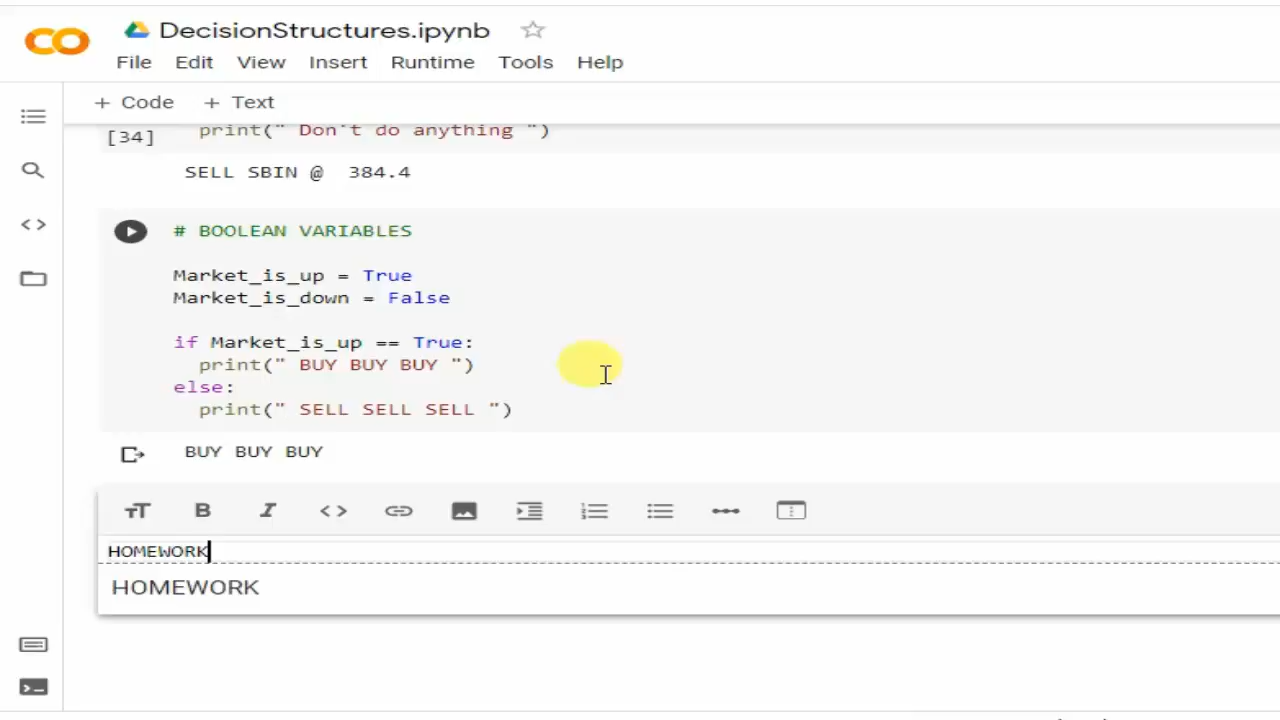 DecisionStructures.ipynb
File Edit View Insert Runtime Tools Help
+ Code + Text
print(" Don't do anything ")
[34]
SELL SBIN @ 384.4
# BOOLEAN VARIABLES
Market_is_up = True
Market_is_down = False
if Market_is_up == True:
print(" BUY BUY BUY ")
else:
print(" SELL SELL SELL ")
BUY BUY BUY
HOMEWORK
HOMEWORK